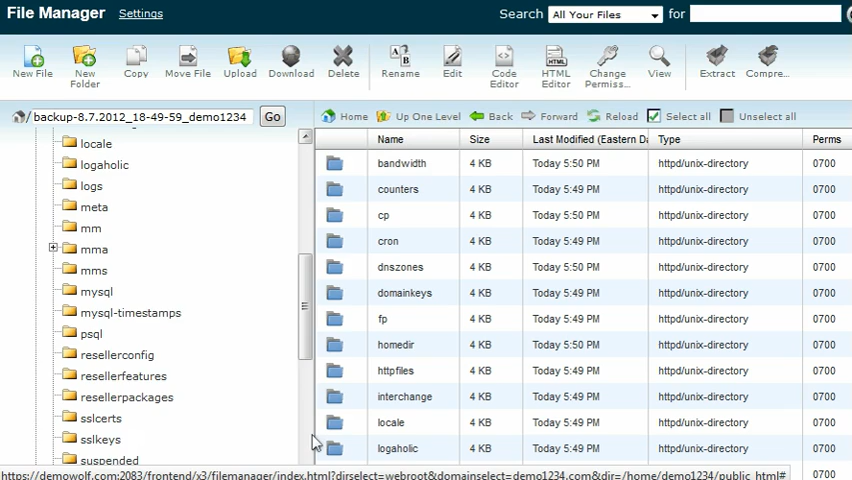 File Manager Settings Search All Your Files for
New File New Folder Copy Move File Upload Download Delete Rename Edit Code Editor HTML Editor Change Permiss... View Extract Compre...
/backup-8.7.2012_18-49-59_demo1234 Go Home Up One Level Back Forward Reload Select all Unselect all
locale
logaholic
logs
meta
mm
mma
mms
mysql
mysql-timestamps
psql
resellerconfig
resellerfeatures
resellerpackages
sslcerts
sslkeys
suspended
Name Size Last Modified (Eastern Da Type Perms
bandwidth 4 KB Today 5:50 PM httpd/unix-directory 0700
counters 4 KB Today 5:49 PM httpd/unix-directory 0700
cp 4 KB Today 5:50 PM httpd/unix-directory 0700
cron 4 KB Today 5:49 PM httpd/unix-directory 0700
dnszones 4 KB Today 5:50 PM httpd/unix-directory 0700
domainkeys 4 KB Today 5:49 PM httpd/unix-directory 0700
fp 4 KB Today 5:49 PM httpd/unix-directory 0700
homedir 4 KB Today 5:50 PM httpd/unix-directory 0700
httpfiles 4 KB Today 5:49 PM httpd/unix-directory 0700
interchange 4 KB Today 5:49 PM httpd/unix-directory 0700
locale 4 KB Today 5:49 PM httpd/unix-directory 0700
logaholic 4 KB Today 5:49 PM httpd/unix-directory 0700
0700
https://demowolf.com:2083/frontend/x3/filemanager/index.html?dirselect=webroot&domainselect=demo1234.com&dir=/home/demo1234/public_html#